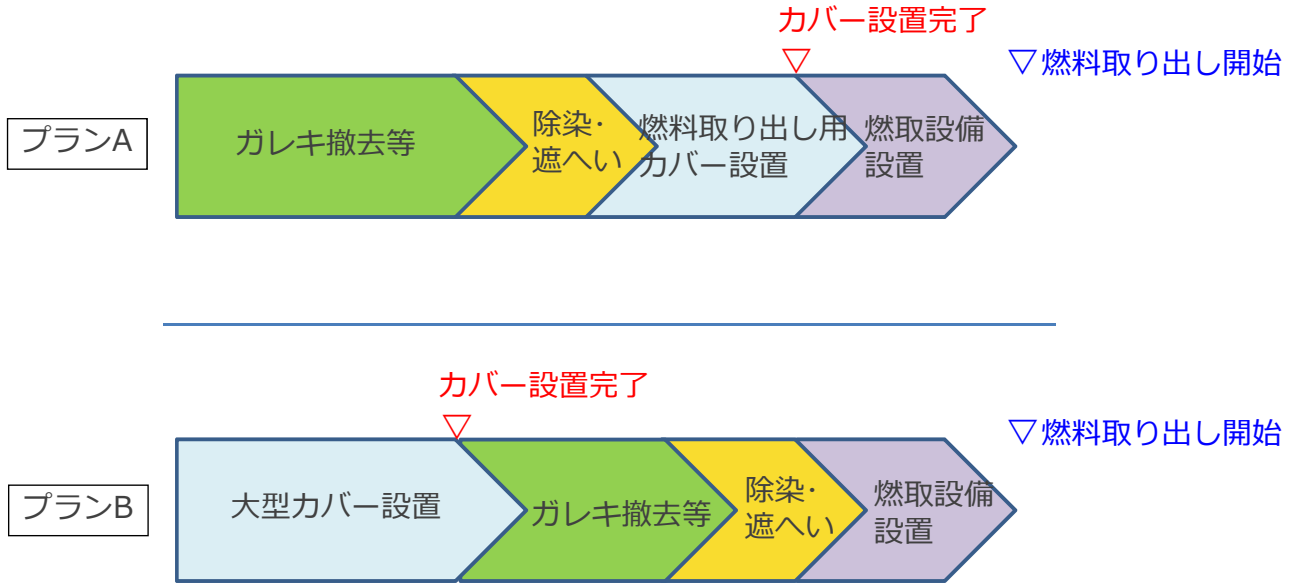 カバー設置完了
▽
▽燃料取り出し開始
プランA
ガレキ撤去等
除染・
遮へい
燃料取り出し用
カバー設置
燃取設備
設置
カバー設置完了
▽
▽燃料取り出し開始
プランB
大型カバー設置
ガレキ撤去等
除染・
遮へい
燃取設備
設置